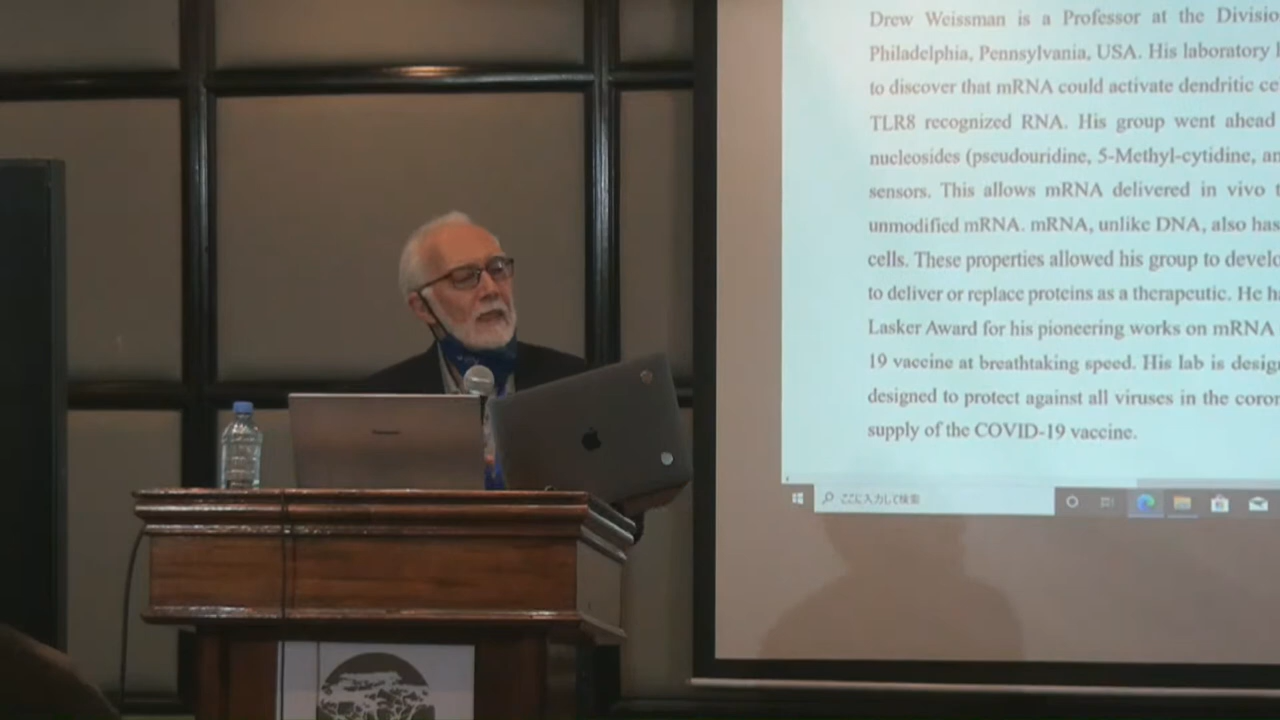 Drew Weissman is a Professor at the Divisio
Philadelphia, Pennsylvania, USA. His laboratory
to discover that mRNA could activate dendritic ce
TLR8 recognized RNA. His group went ahead
nucleosides (pseudouridine, 5-Methyl-cytidine, an
sensors. This allows mRNA delivered in vivo t
unmodified mRNA. mRNA, unlike DNA, also has
cells. These properties allowed his group to develo
to deliver or replace proteins as a therapeutic. He h
Lasker Award for his pioneering works on mRNA
19 vaccine at breathtaking speed. His lab is desig
designed to protect against all viruses in the coron
supply of the COVID-19 vaccine.
ここに入力して検索